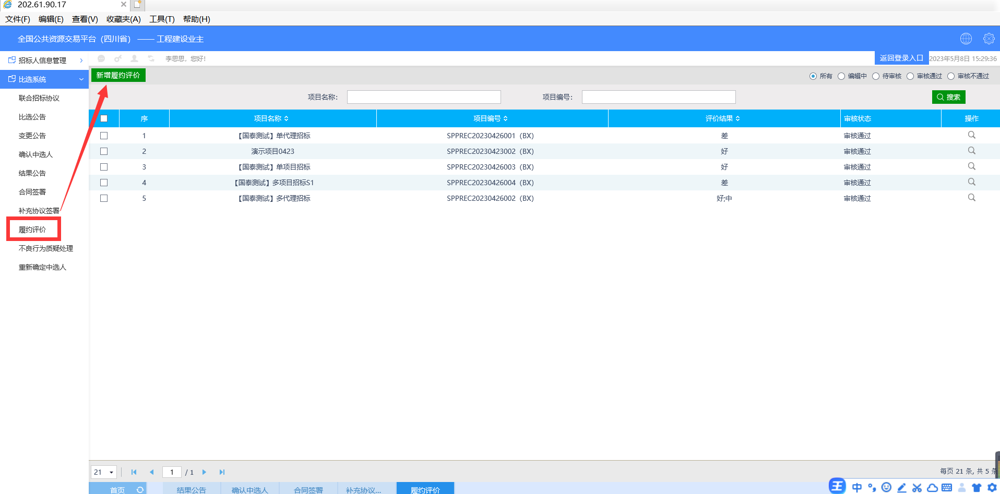 202.61.90.17
文件(F) 编辑(E) 查看(V) 收藏夹(A) 工具(T) 帮助(H)
全国公共资源交易平台（四川省） —— 工程建设业主
招标人信息管理
李思思，您好！
返回登录入口 2023年5月8日 15:29:36
比选系统
新增履约评价
所有 编辑中 待审核 审核通过 审核不通过
联合招标协议
比选公告
变更公告
确认中选人
结果公告
合同签署
补充协议签署
履约评价
不良行为质疑处理
重新确定中选人
项目名称： 项目编号： 搜索
序 项目名称 项目编号 评价结果 审核状态 操作
1 【国泰测试】单代理招标 SPPREC20230426001（BX） 差 审核通过
2 演示项目0423 SPPREC20230423002（BX） 好 审核通过
3 【国泰测试】单项目招标 SPPREC20230426003（BX） 好 审核通过
4 【国泰测试】多项目招标S1 SPPREC20230426004（BX） 差 审核通过
5 【国泰测试】多代理招标 SPPREC20230426002（BX） 好;中 审核通过
21 1 / 1 每页 21 条, 共 5 条
首页 结果公告 确认中选人 合同签署 补充协议... 履约评价
王 中